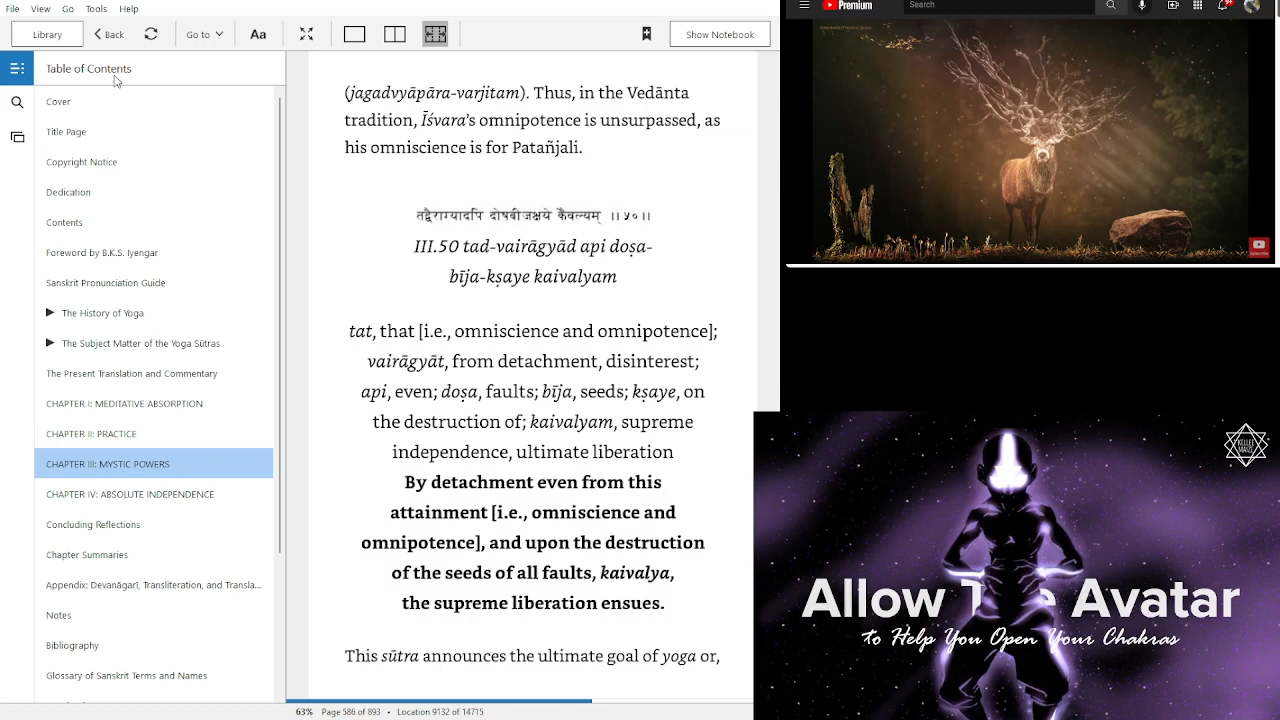 File View Go Tools Help
Library Back Go to Aa Show Notebook
Table of Contents
Cover
Title Page
Copyright Notice
Dedication
Contents
Foreword by B.K.S. Iyengar
Sanskrit Pronunciation Guide
The History of Yoga
The Subject Matter of the Yoga Sūtras
The Present Translation and Commentary
CHAPTER I: MEDITATIVE ABSORPTION
CHAPTER II: PRACTICE
CHAPTER III: MYSTIC POWERS
CHAPTER IV: ABSOLUTE INDEPENDENCE
Concluding Reflections
Chapter Summaries
Appendix: Devanāgarī, Transliteration, and Transla...
Notes
Bibliography
Glossary of Sanskrit Terms and Names
(jagadvyāpāra-varjitam). Thus, in the Vedānta
tradition, Īśvara's omnipotence is unsurpassed, as
his omniscience is for Patañjali.
तद्वैराग्यादपि दोषबीजक्षये कैवल्यम् ॥५०॥
III.50 tad-vairāgyād api doṣa-
bīja-kṣaye kaivalyam
tat, that [i.e., omniscience and omnipotence];
vairāgyāt, from detachment, disinterest;
api, even; doṣa, faults; bīja, seeds; kṣaye, on
the destruction of; kaivalyam, supreme
independence, ultimate liberation
By detachment even from this
attainment [i.e., omniscience and
omnipotence], and upon the destruction
of the seeds of all faults, kaivalya,
the supreme liberation ensues.
This sūtra announces the ultimate goal of yoga or,
63% Page 586 of 893 • Location 9132 of 14715
Premium Search 9+
Subscribe
Allow T e Avatar
to Help You Open Your Chakras